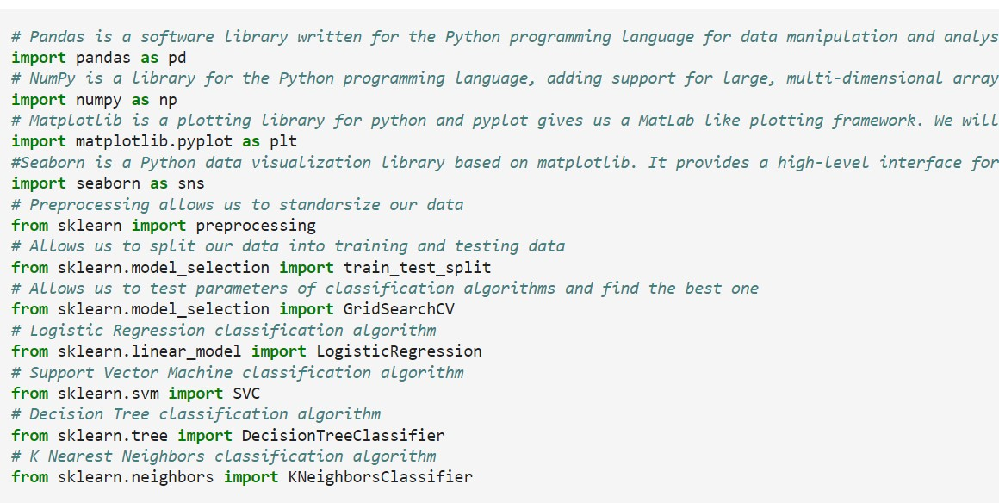 # Pandas is a software library written for the Python programming language for data manipulation and analys
import pandas as pd
# NumPy is a library for the Python programming language, adding support for large, multi-dimensional array
import numpy as np
# Matplotlib is a plotting library for python and pyplot gives us a MatLab like plotting framework. We will
import matplotlib.pyplot as plt
#Seaborn is a Python data visualization library based on matplotlib. It provides a high-level interface for
import seaborn as sns
# Preprocessing allows us to standarsize our data
from sklearn import preprocessing
# Allows us to split our data into training and testing data
from sklearn.model_selection import train_test_split
# Allows us to test parameters of classification algorithms and find the best one
from sklearn.model_selection import GridSearchCV
# Logistic Regression classification algorithm
from sklearn.linear_model import LogisticRegression
# Support Vector Machine classification algorithm
from sklearn.svm import SVC
# Decision Tree classification algorithm
from sklearn.tree import DecisionTreeClassifier
# K Nearest Neighbors classification algorithm
from sklearn.neighbors import KNeighborsClassifier